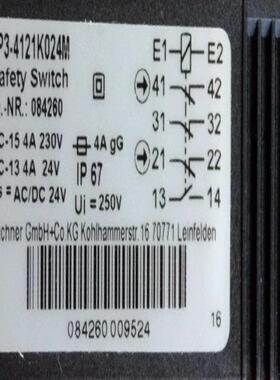 P3-4121K024M
afety Switch
.-NR.: 084260
C-15 4A 230V
C-13 4A 24V
s = AC/DC 24V
4A gG
IP 67
Ui = 250V
E1 E2
41 42
31 32
21 22
13 14
chner GmbH+Co KG Kohlhammerstr.16 70771 Leinfelden
084260 009524
16